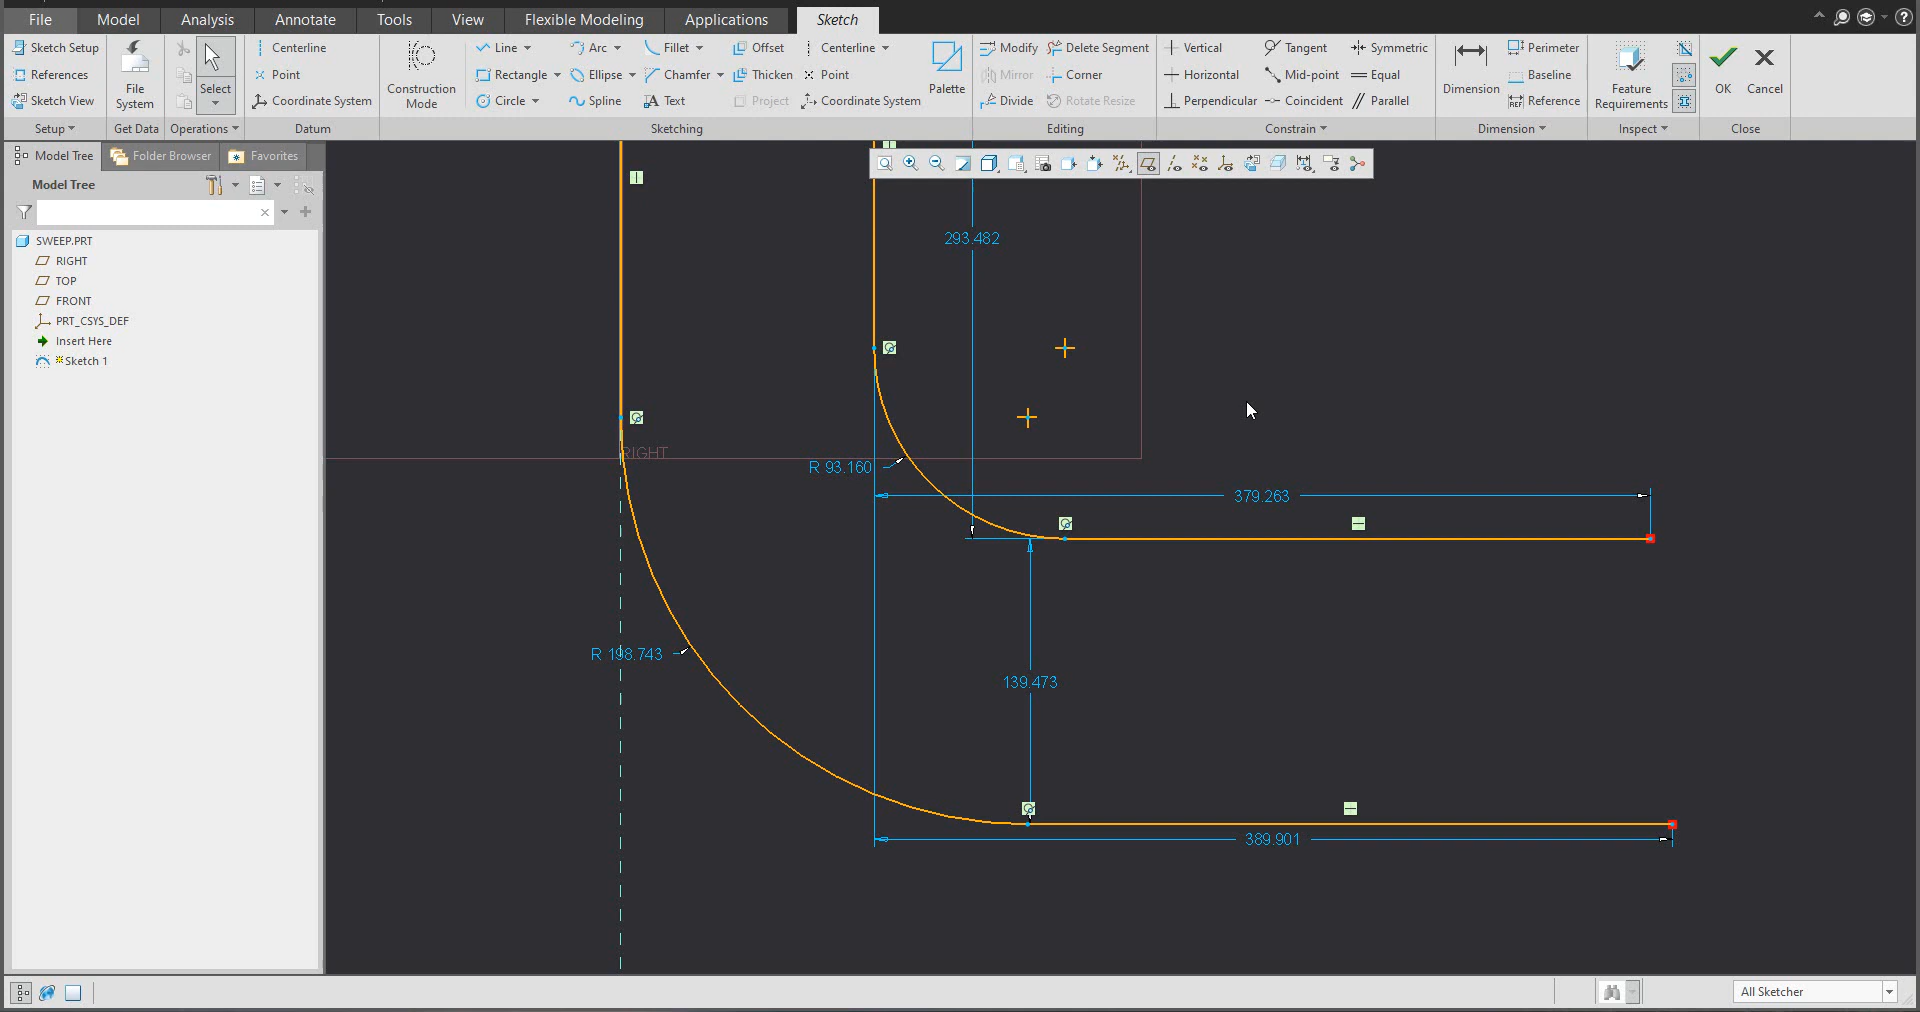 File Model Analysis Annotate Tools View Flexible Modeling Applications Sketch
Sketch Setup
References
Sketch View
Setup
File
System
Get Data
Select
Operations
Centerline
Point
Coordinate System
Datum
Construction
Mode
Line Arc Fillet Offset Centerline
Rectangle Ellipse Chamfer Thicken Point
Circle Spline Text Project Coordinate System
Palette
Sketching
Modify Delete Segment
Mirror Corner
Divide Rotate Resize
Editing
Vertical Tangent Symmetric
Horizontal Mid-point Equal
Perpendicular Coincident Parallel
Constrain
Dimension
Perimeter
Baseline
Reference
Dimension
Feature
Requirements
Inspect
OK Cancel
Close
Model Tree Folder Browser Favorites
Model Tree
SWEEP.PRT
RIGHT
TOP
FRONT
PRT_CSYS_DEF
Insert Here
Sketch 1
293.482
RIGHT
R 93.160
379.263
R 198.743
139.473
389.901
All Sketcher